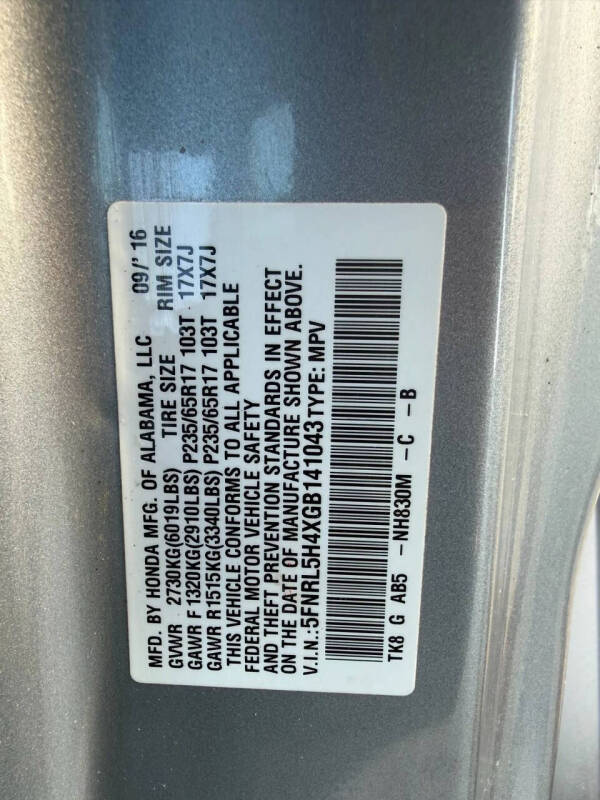 MFD. BY HONDA MFG. OF ALABAMA, LLC 09/' 16
GVWR 2730KG(6019LBS) TIRE SIZE RIM SIZE
GAWR F 1320KG(2910LBS) P235/65R17 103T 17X7J
GAWR R1515KG(3340LBS) P235/65R17 103T 17X7J
THIS VEHICLE CONFORMS TO ALL APPLICABLE
FEDERAL MOTOR VEHICLE SAFETY
AND THEFT PREVENTION STANDARDS IN EFFECT
ON THE DATE OF MANUFACTURE SHOWN ABOVE.
V.I.N.:5FNRL5H4XGB141043TYPE: MPV
TK8 G AB5 -NH830M -C -B